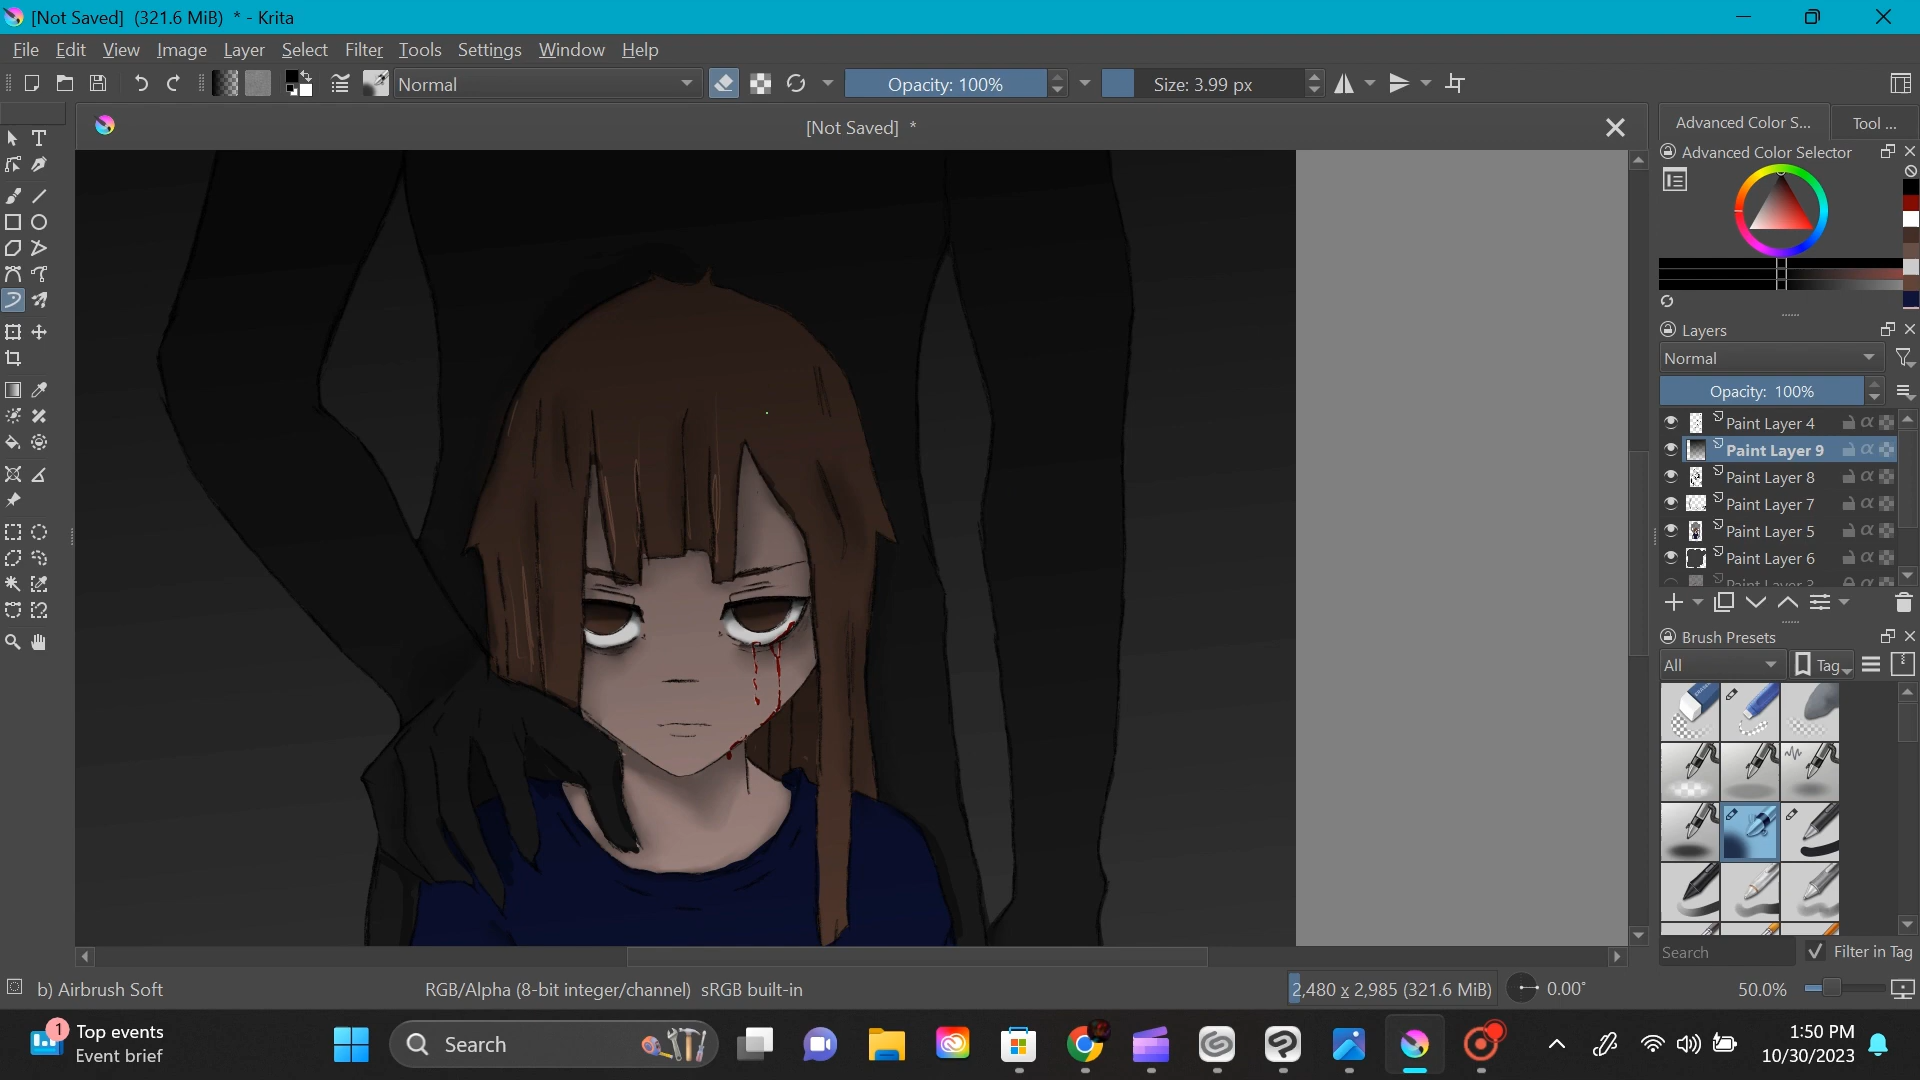 [Not Saved]  (321.6 MiB)  * - Krita
File Edit View Image Layer Select Filter Tools Settings Window Help
Normal Opacity: 100% Size: 3.99 px
[Not Saved]  *
Advanced Color S... Tool ...
Advanced Color Selector
Layers
Normal
Opacity:  100%
Paint Layer 4
Paint Layer 9
Paint Layer 8
Paint Layer 7
Paint Layer 5
Paint Layer 6
Paint Layer 3
Brush Presets
All Tag
Search Filter in Tag
b) Airbrush Soft RGB/Alpha (8-bit integer/channel)  sRGB built-in 2,480 x 2,985 (321.6 MiB) 0.00° 50.0%
1 Top events
Event brief
Search
1:50 PM
10/30/2023